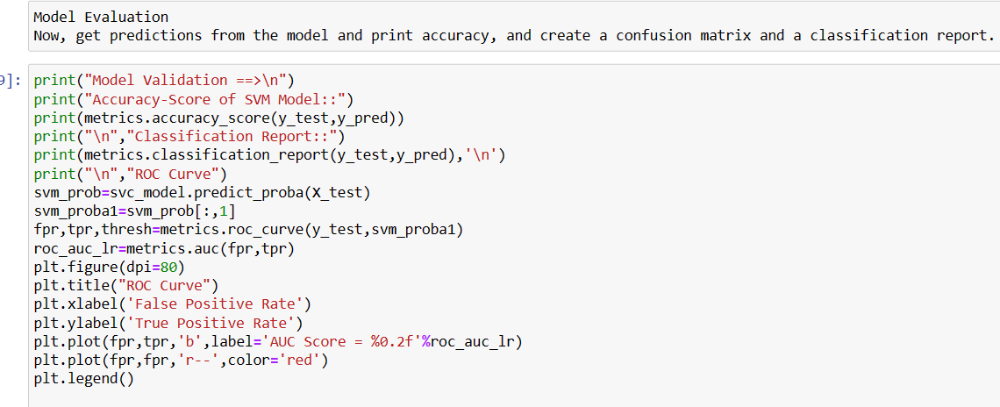 Model Evaluation
Now, get predictions from the model and print accuracy, and create a confusion matrix and a classification report.
9]:
print("Model Validation ==>\n")
print("Accuracy-Score of SVM Model::")
print(metrics.accuracy_score(y_test,y_pred))
print("\n","Classification Report::")
print(metrics.classification_report(y_test,y_pred),'\n')
print("\n","ROC Curve")
svm_prob=svc_model.predict_proba(X_test)
svm_proba1=svm_prob[:,1]
fpr,tpr,thresh=metrics.roc_curve(y_test,svm_proba1)
roc_auc_lr=metrics.auc(fpr,tpr)
plt.figure(dpi=80)
plt.title("ROC Curve")
plt.xlabel('False Positive Rate')
plt.ylabel('True Positive Rate')
plt.plot(fpr,tpr,'b',label='AUC Score = %0.2f'%roc_auc_lr)
plt.plot(fpr,fpr,'r--',color='red')
plt.legend()